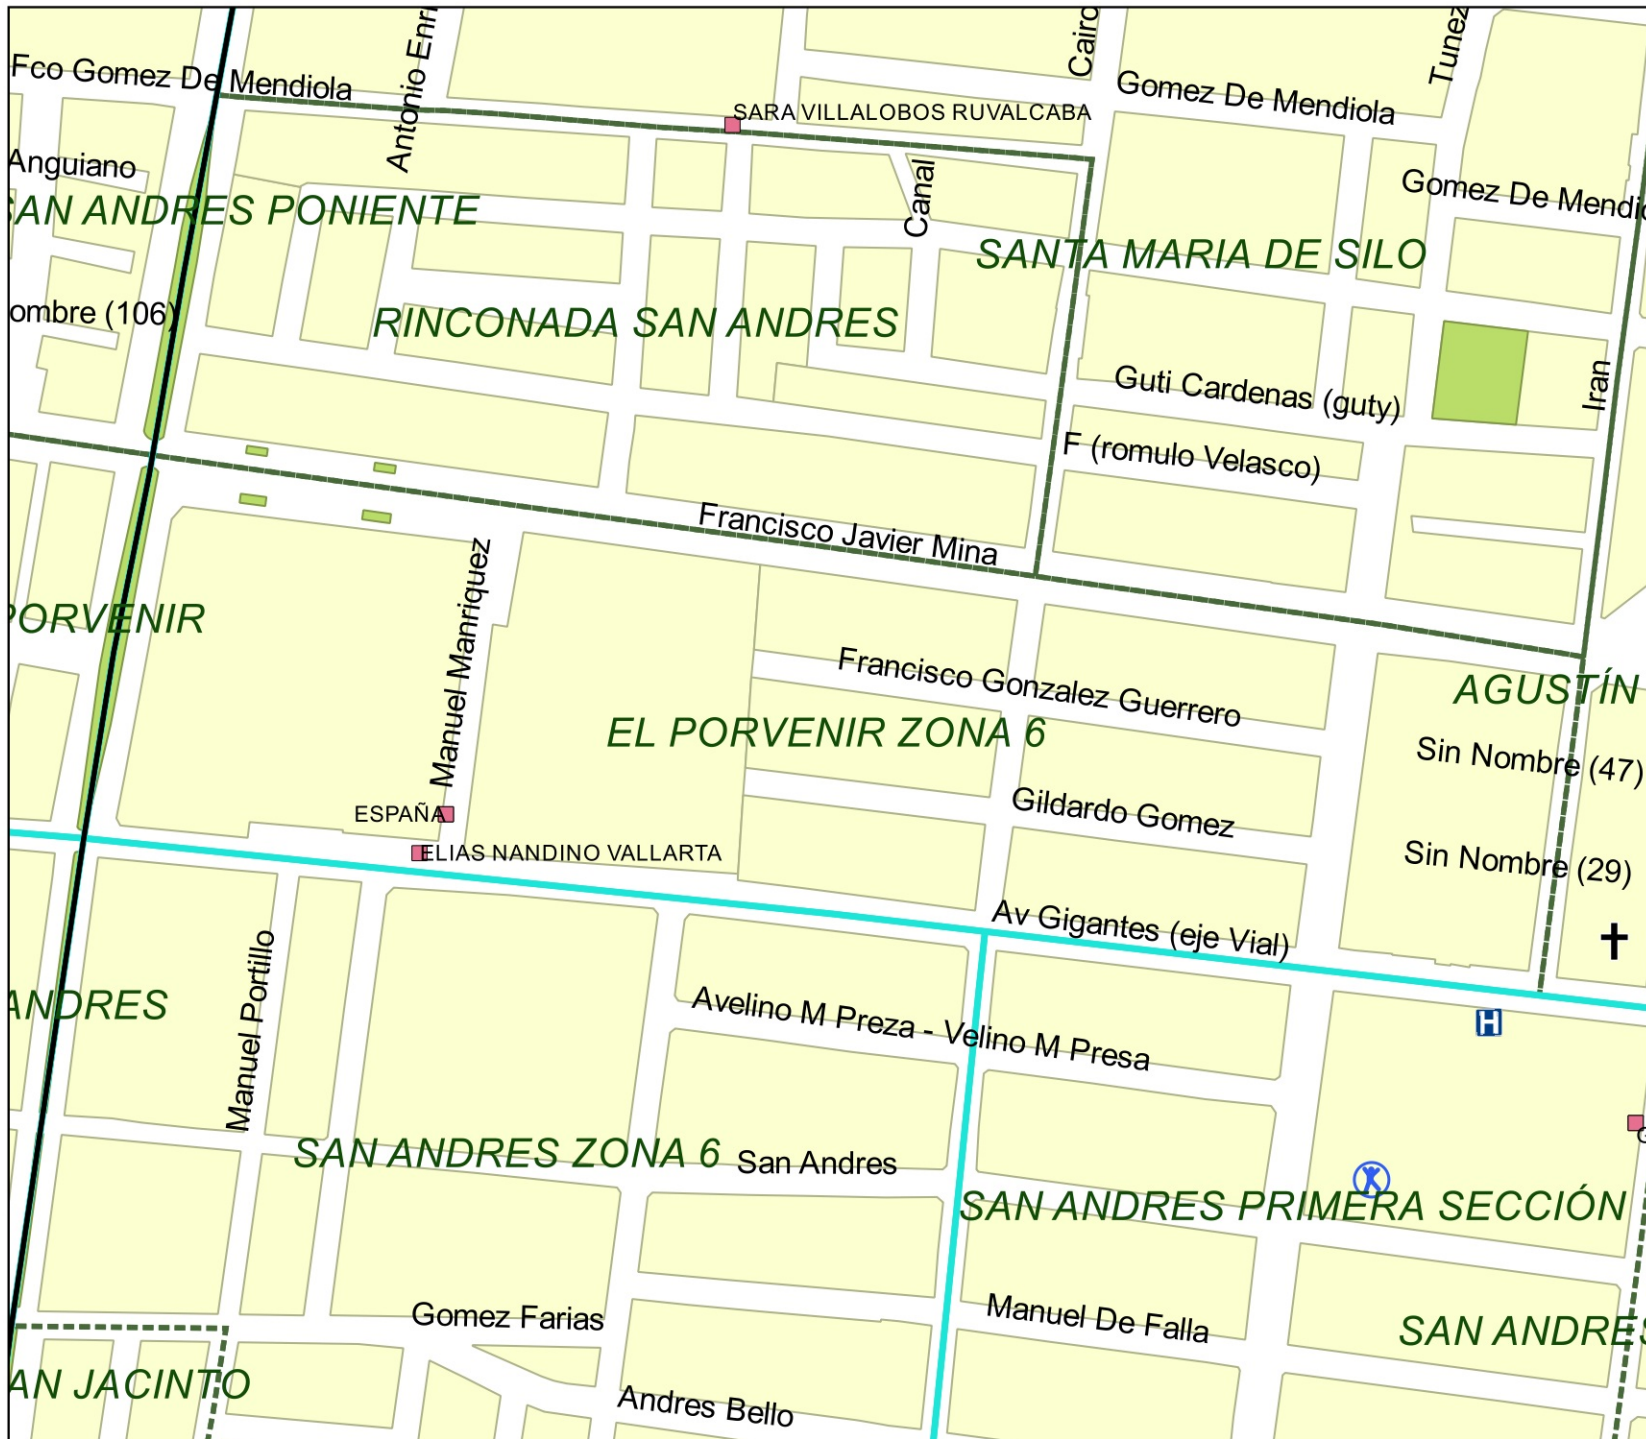 Antonio Enri
Cairo
Tunez
Fco Gomez De Mendiola
Gomez De Mendiola
SARA VILLALOBOS RUVALCABA
Anguiano
Canal
Gomez De Mendio
SAN ANDRES PONIENTE
SANTA MARIA DE SILO
ombre (106)
RINCONADA SAN ANDRES
Guti Cardenas (guty)
Iran
F (romulo Velasco)
Francisco Javier Mina
PORVENIR
Manuel Manriquez
Francisco Gonzalez Guerrero
AGUSTÍN
EL PORVENIR ZONA 6
Sin Nombre (47)
Gildardo Gomez
ESPAÑA
ELIAS NANDINO VALLARTA
Sin Nombre (29)
Av Gigantes (eje Vial)
ANDRES
Manuel Portillo
Avelino M Preza - Velino M Presa
H
G
SAN ANDRES ZONA 6
San Andres
SAN ANDRES PRIMERA SECCIÓN
Gomez Farias
Manuel De Falla
SAN ANDRES
AN JACINTO
Andres Bello